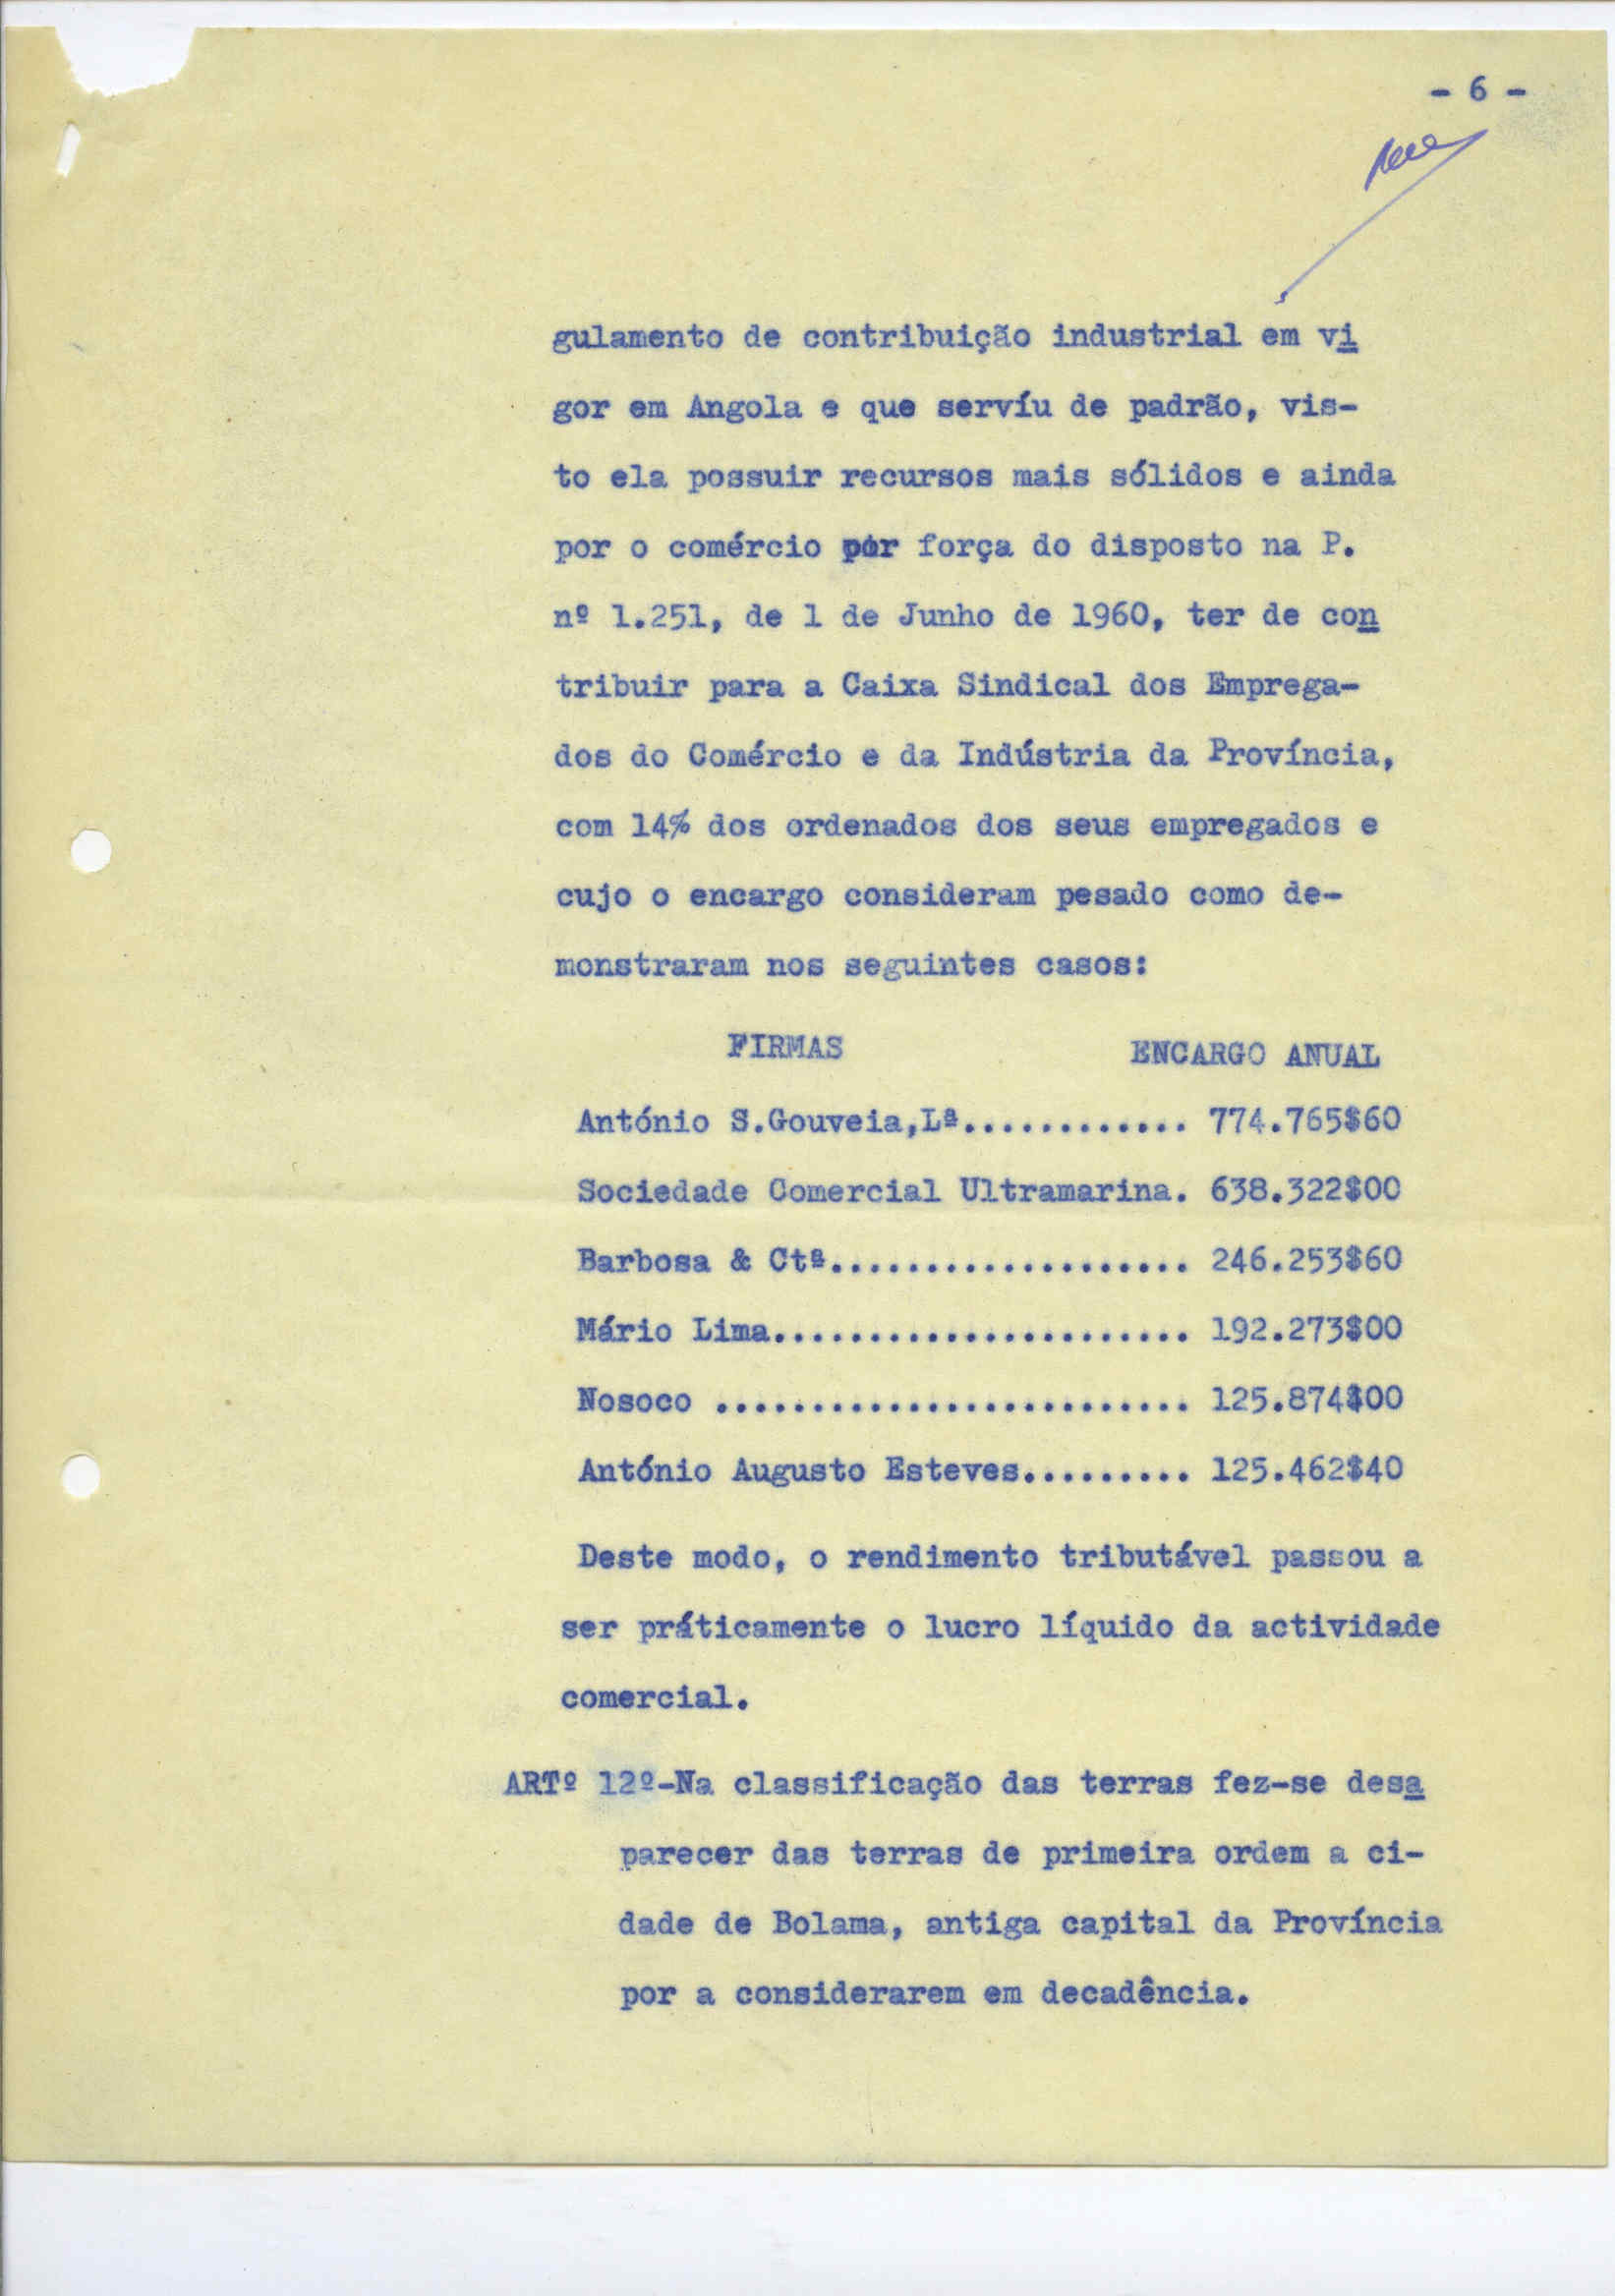 - 6 -
gulamento de contribuição industrial em vi
gor em Angola e que servíu de padrão, vis-
to ela possuir recursos mais sólidos e ainda
por o comércio por força do disposto na P.
nº 1.251, de 1 de Junho de 1960, ter de con
tribuir para a Caixa Sindical dos Emprega-
dos do Comércio e da Indústria da Província,
com 14% dos ordenados dos seus empregados e
cujo o encargo consideram pesado como de-
monstraram nos seguintes casos:
FIRMAS ENCARGO ANUAL
António S.Gouveia,Lª............ 774.765$60
Sociedade Comercial Ultramarina. 638.322$00
Barbosa & Ctª................... 246.253$60
Mário Lima...................... 192.273$00
Nosoco ......................... 125.874$00
António Augusto Esteves......... 125.462$40
Deste modo, o rendimento tributável passou a
ser práticamente o lucro líquido da actividade
comercial.
ARTº 12º-Na classificação das terras fez-se desa
parecer das terras de primeira ordem a ci-
dade de Bolama, antiga capital da Província
por a considerarem em decadência.